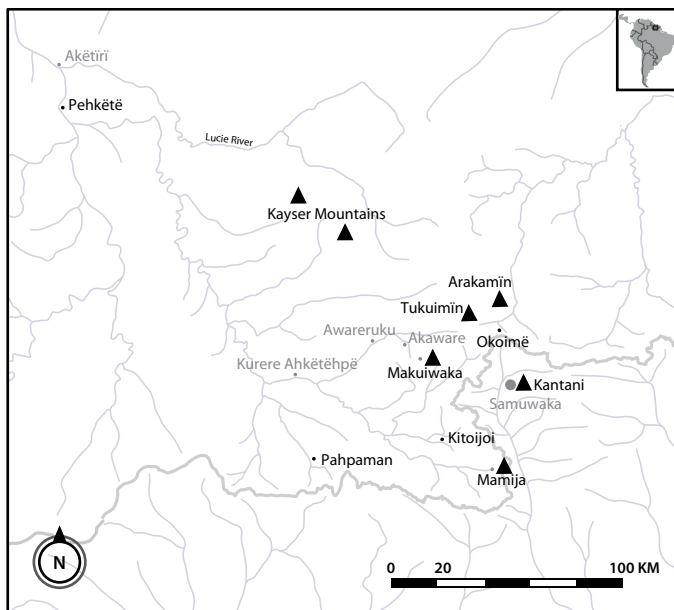 Akëtïrï
Pehkëtë
Lucie River
Kayser Mountains
Arakamïn
Tukuimïn
Awareruku
Akaware
Okoimë
Makuiwaka
Kurere Ahkëtëhpë
Kantani
Samuwaka
Kitoijoi
Pahpaman
Mamija
N
0 20 100 KM